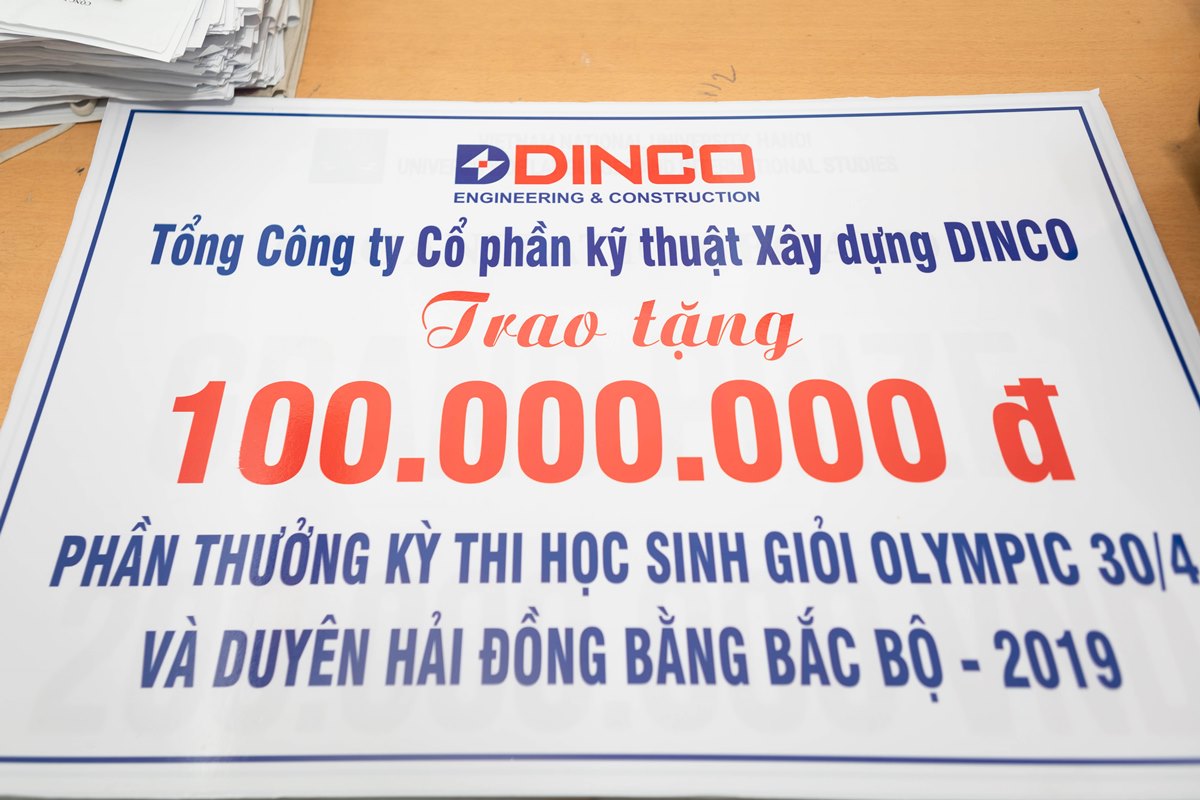 DINCO
ENGINEERING & CONSTRUCTION
Tổng Công ty Cổ phần kỹ thuật Xây dựng DINCO
Trao tặng
100.000.000 đ
PHẦN THƯỞNG KỲ THI HỌC SINH GIỎI OLYMPIC 30/4
VÀ DUYÊN HẢI ĐỒNG BẰNG BẮC BỘ - 2019